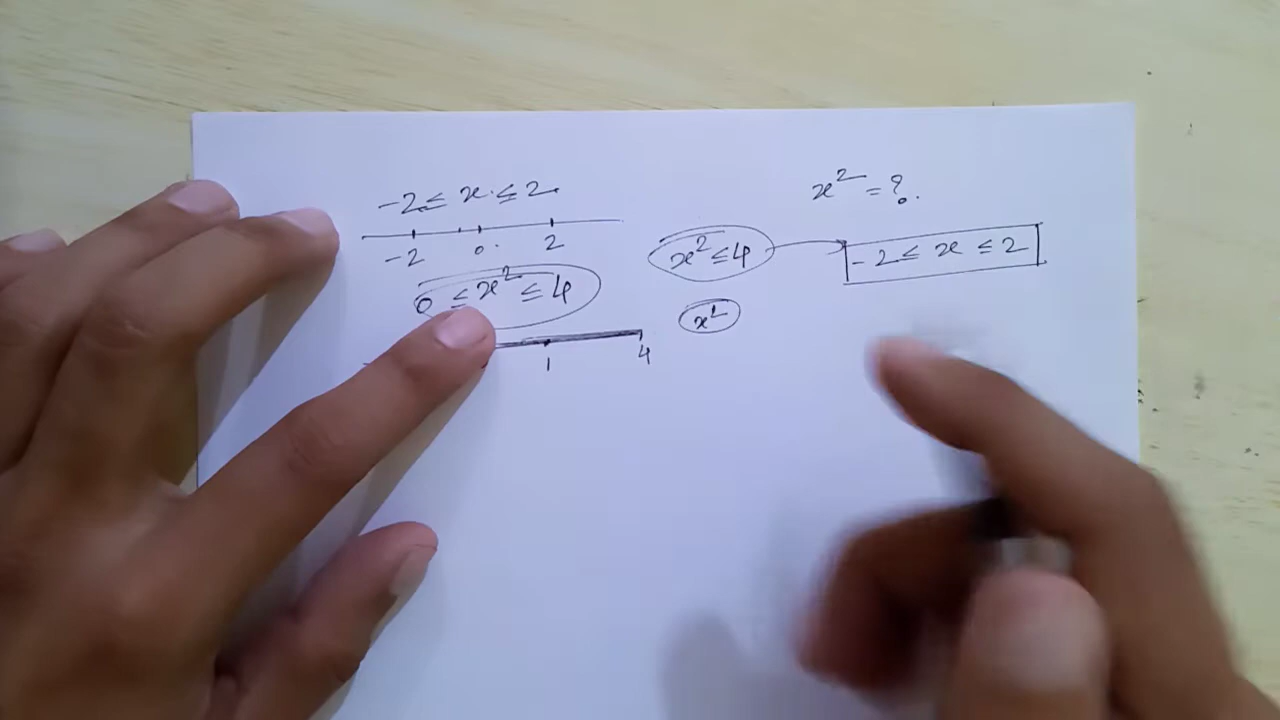 -2 ≤ x ≤ 2
-2 0 2
0 ≤ x² ≤ 4
1 4
x² = ?
x² ≤ 4
-2 ≤ x ≤ 2
x²